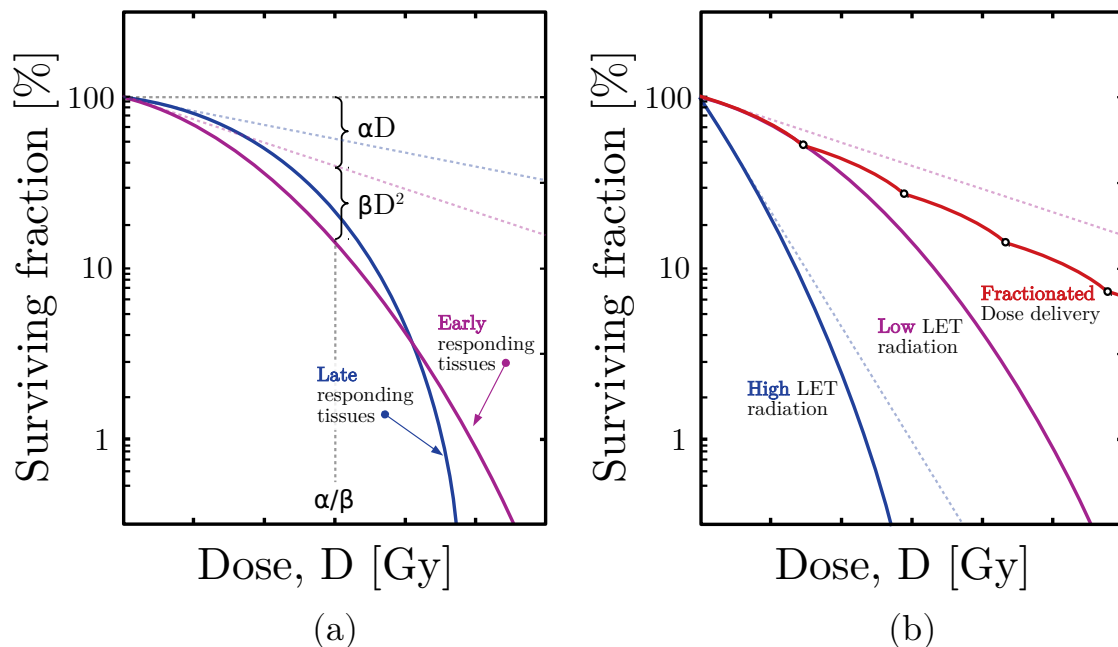 Surviving fraction [%]
100
10
1
αD
βD²
Early
responding
tissues
Late
responding
tissues
α/β
Dose, D [Gy]
(a)
Surviving fraction [%]
100
10
1
Fractionated
Dose delivery
Low LET
radiation
High LET
radiation
Dose, D [Gy]
(b)